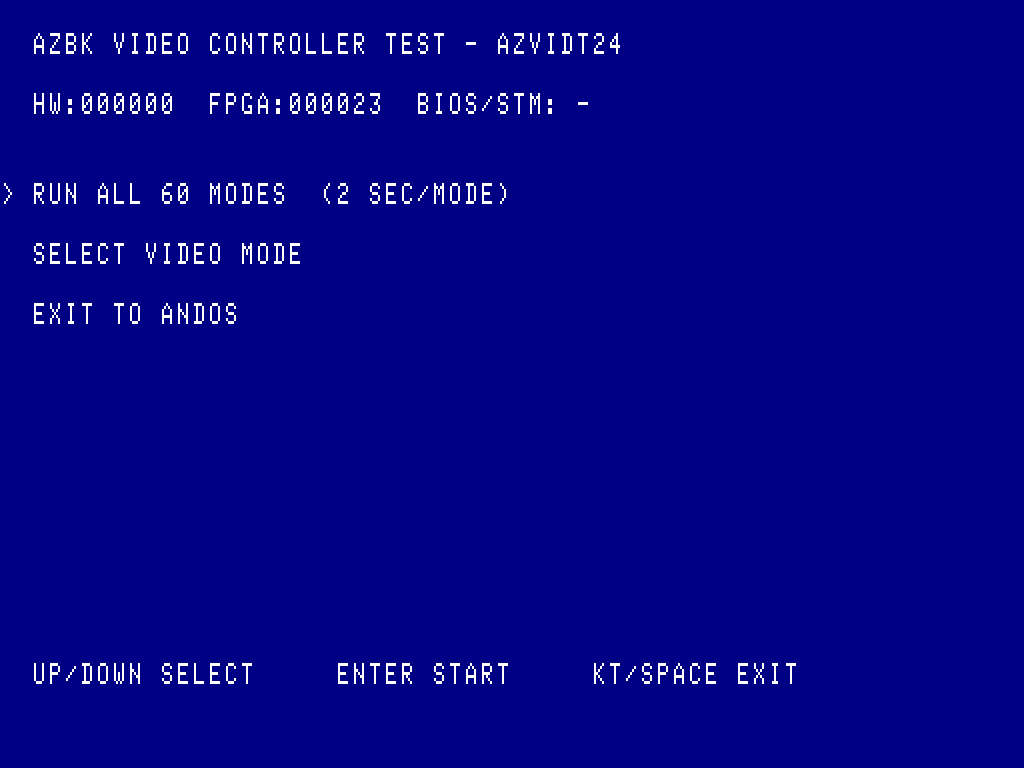 AZBK VIDEO CONTROLLER TEST - AZVIDT24
HW:000000  FPGA:000023  BIOS/STM: -
> RUN ALL 60 MODES  (2 SEC/MODE)
SELECT VIDEO MODE
EXIT TO ANDOS
UP/DOWN SELECT     ENTER START     KT/SPACE EXIT